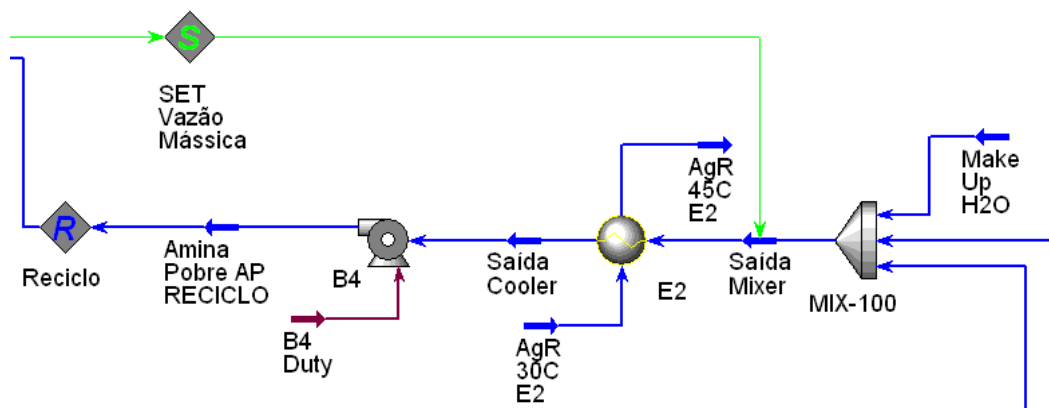 S
SET
Vazão
Mássica
AgR
45C
E2
Make
Up
H2O
R
Reciclo
Amina
Pobre AP
RECICLO
B4
B4
Duty
Saída
Cooler
AgR
30C
E2
E2
Saída
Mixer
MIX-100